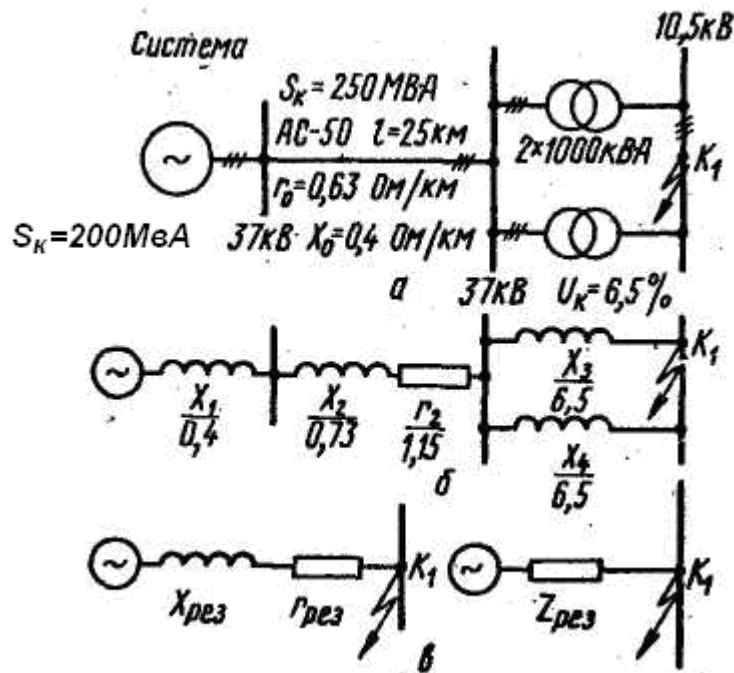 Система
10,5кВ
Sк = 250 МВА
АС-50 l=25км
2×1000кВА
K₁
r₀=0,63 Ом/км
Sк=200МвА
37кВ X₀=0,4 Ом/км
а
37кВ
Uк=6,5%
K₁
X₁
0,4
X₂
0,73
r₂
1,15
X₃
6,5
X₄
6,5
б
K₁
K₁
Xрез
rрез
Zрез
в